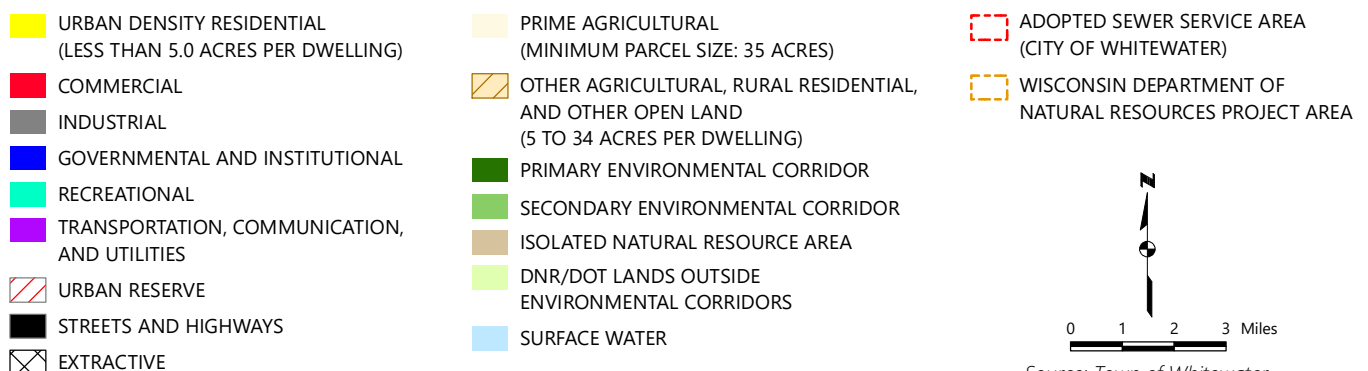 URBAN DENSITY RESIDENTIAL
(LESS THAN 5.0 ACRES PER DWELLING)
COMMERCIAL
INDUSTRIAL
GOVERNMENTAL AND INSTITUTIONAL
RECREATIONAL
TRANSPORTATION, COMMUNICATION,
AND UTILITIES
URBAN RESERVE
STREETS AND HIGHWAYS
EXTRACTIVE
PRIME AGRICULTURAL
(MINIMUM PARCEL SIZE: 35 ACRES)
OTHER AGRICULTURAL, RURAL RESIDENTIAL,
AND OTHER OPEN LAND
(5 TO 34 ACRES PER DWELLING)
PRIMARY ENVIRONMENTAL CORRIDOR
SECONDARY ENVIRONMENTAL CORRIDOR
ISOLATED NATURAL RESOURCE AREA
DNR/DOT LANDS OUTSIDE
ENVIRONMENTAL CORRIDORS
SURFACE WATER
ADOPTED SEWER SERVICE AREA
(CITY OF WHITEWATER)
WISCONSIN DEPARTMENT OF
NATURAL RESOURCES PROJECT AREA
N
0 1 2 3 Miles
Source: Town of Whitewater